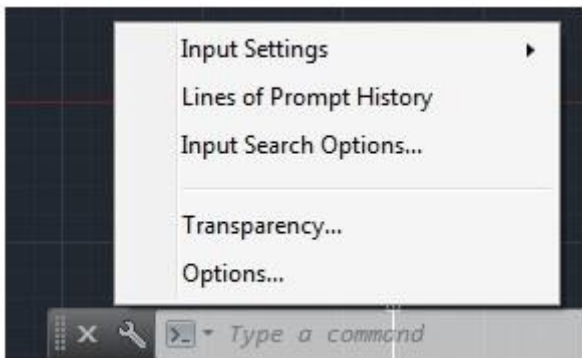 Input Settings
Lines of Prompt History
Input Search Options...
Transparency...
Options...
Type a command